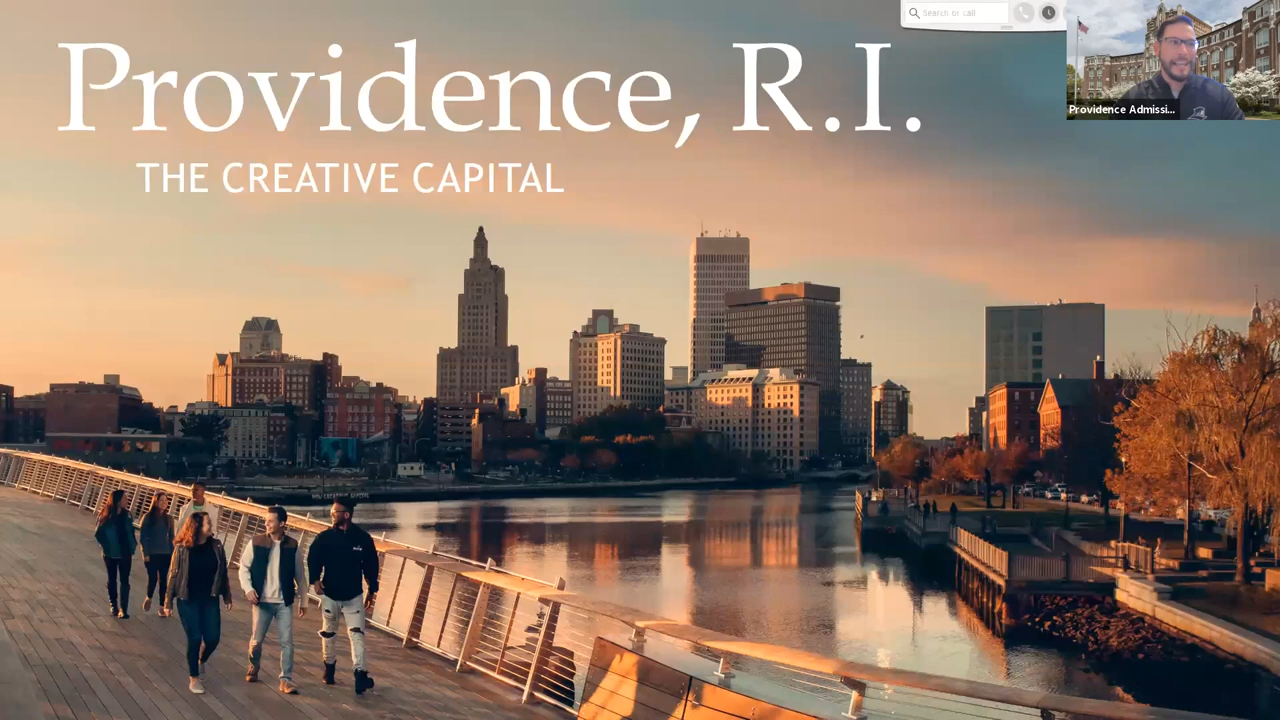 Providence, R.I.
THE CREATIVE CAPITAL
Search or call
Providence Admissi...